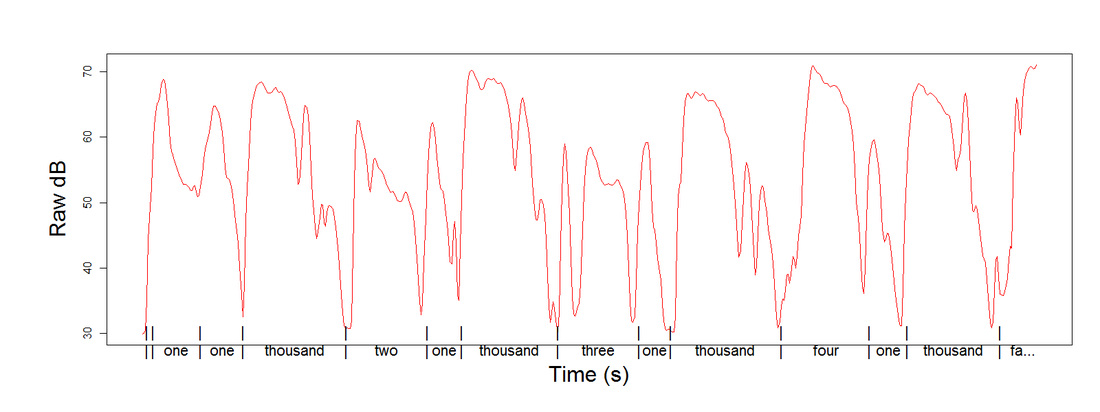 70
60
50
40
30
Raw dB
one one thousand two one thousand three one thousand four one thousand fa...
Time (s)